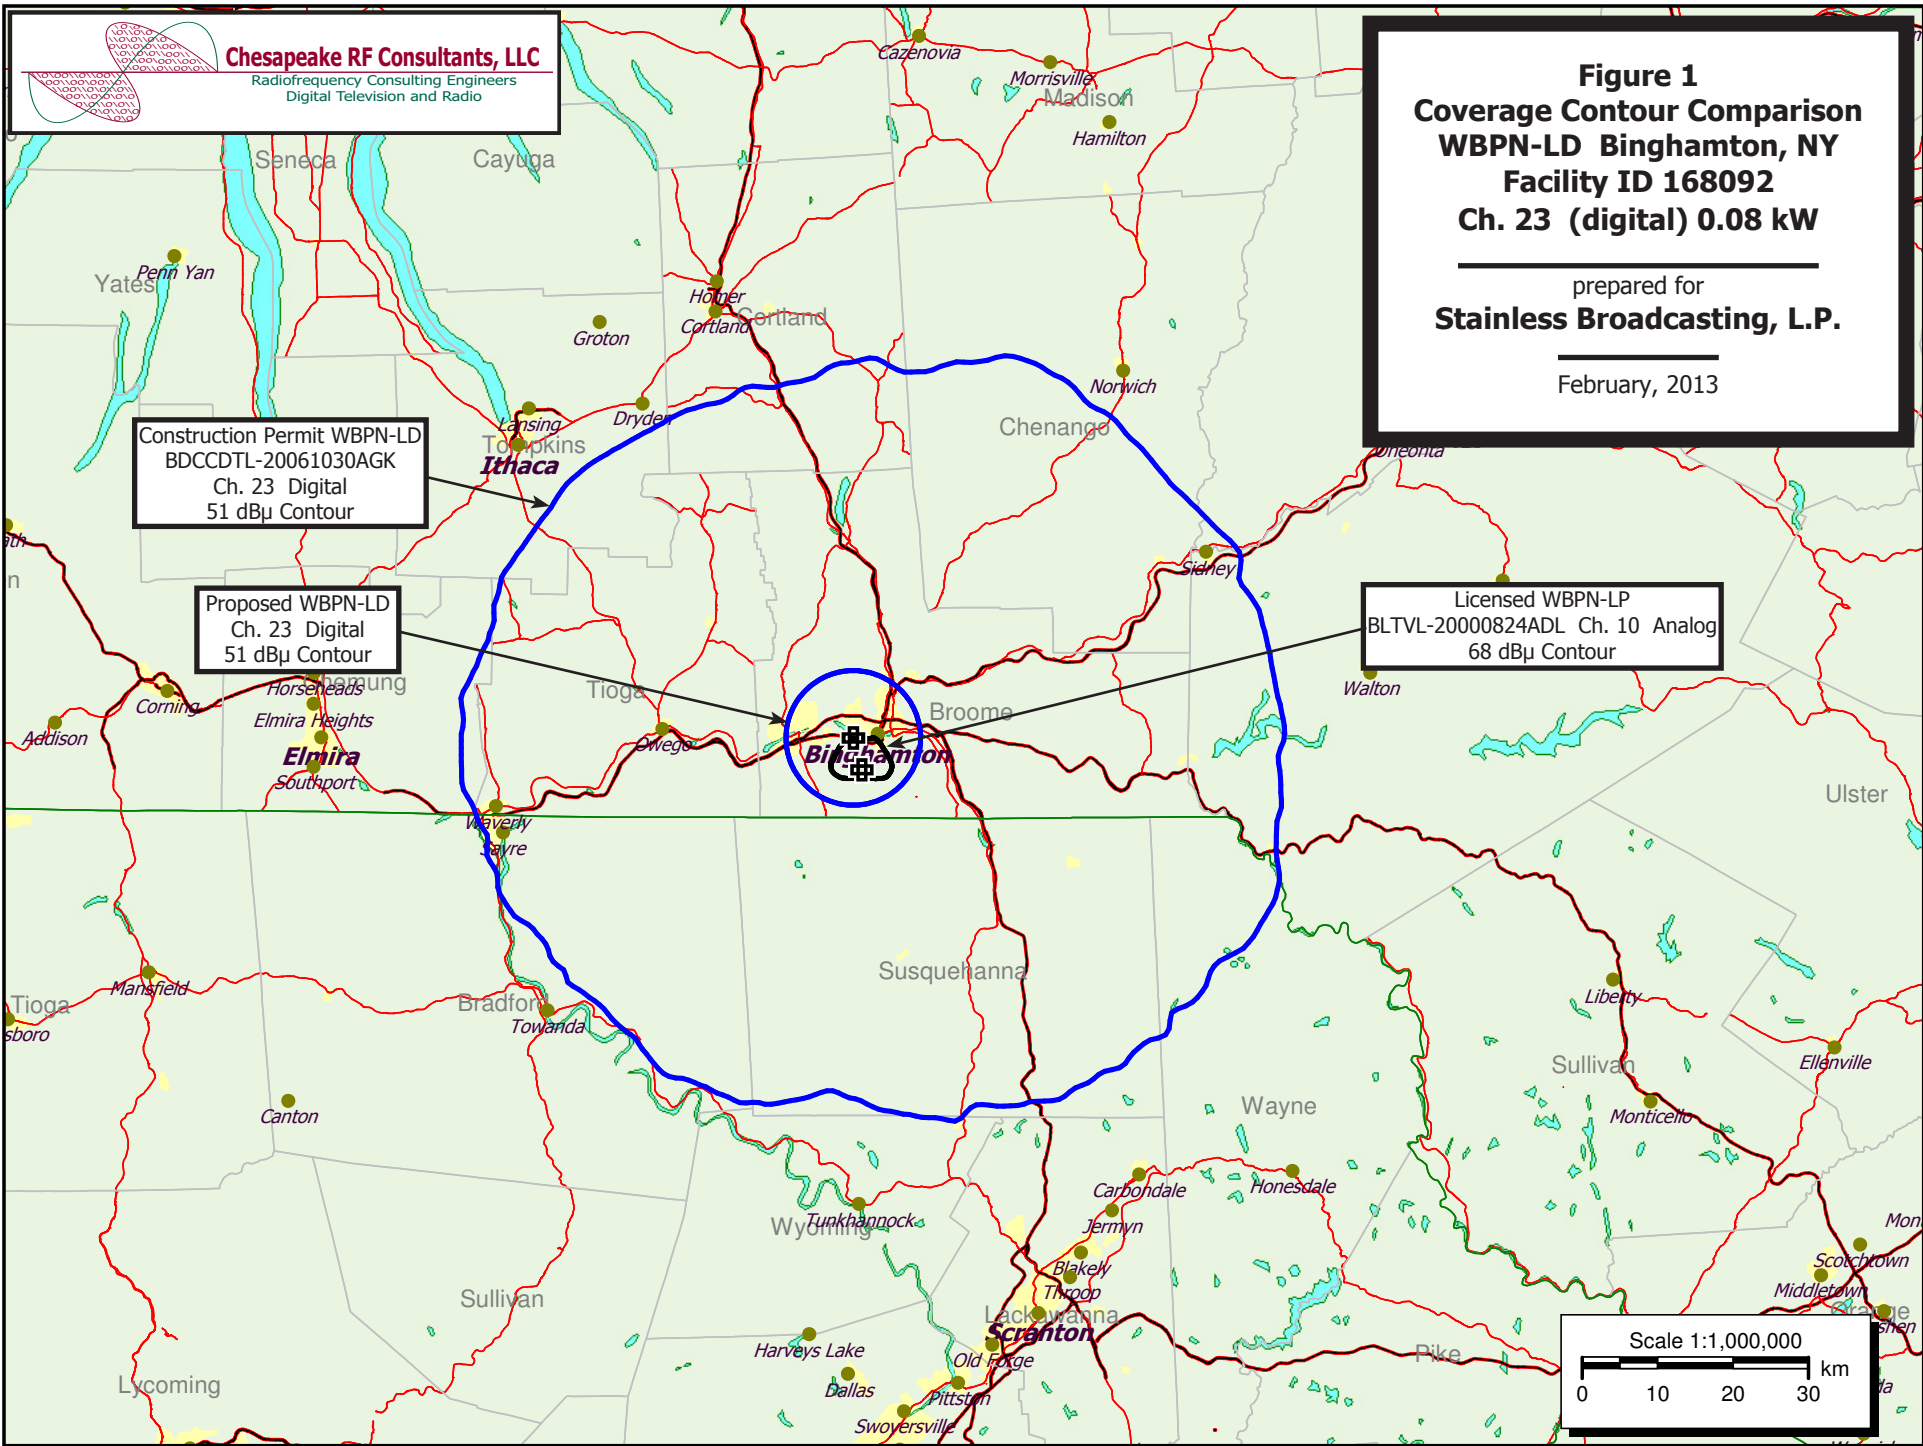 Chesapeake RF Consultants, LLC
Radiofrequency Consulting Engineers
Digital Television and Radio
Figure 1
Coverage Contour Comparison
WBPN-LD Binghamton, NY
Facility ID 168092
Ch. 23 (digital) 0.08 kW
prepared for
Stainless Broadcasting, L.P.
February, 2013
Cazenovia
Morrisville
Madison
Hamilton
Seneca
Cayuga
Penn Yan
Yates
Homer
Cortland
Cortland
Groton
Norwich
Dryden
Lansing
Tompkins
Ithaca
Chenango
Oneonta
Construction Permit WBPN-LD
BDCCDTL-20061030AGK
Ch. 23 Digital
51 dBµ Contour
Sidney
Proposed WBPN-LD
Ch. 23 Digital
51 dBµ Contour
Licensed WBPN-LP
BLTVL-20000824ADL Ch. 10 Analog
68 dBµ Contour
Chemung
Horseheads
Corning
Elmira Heights
Addison
Elmira
Southport
Tioga
Owego
Broome
Binghamton
Walton
Ulster
Waverly
Sayre
Susquehanna
Mansfield
Tioga
sboro
Bradford
Towanda
Liberty
Sullivan
Ellenville
Monticello
Canton
Wayne
Carbondale
Honesdale
Jermyn
Tunkhannock
Wyoming
Blakely
Throop
Lackawanna
Scranton
Old Forge
Pittston
Sullivan
Harveys Lake
Dallas
Swoyersville
Lycoming
Pike
Mon
Scotchtown
Middletown
Orange
shen
Scale 1:1,000,000
km
0 10 20 30